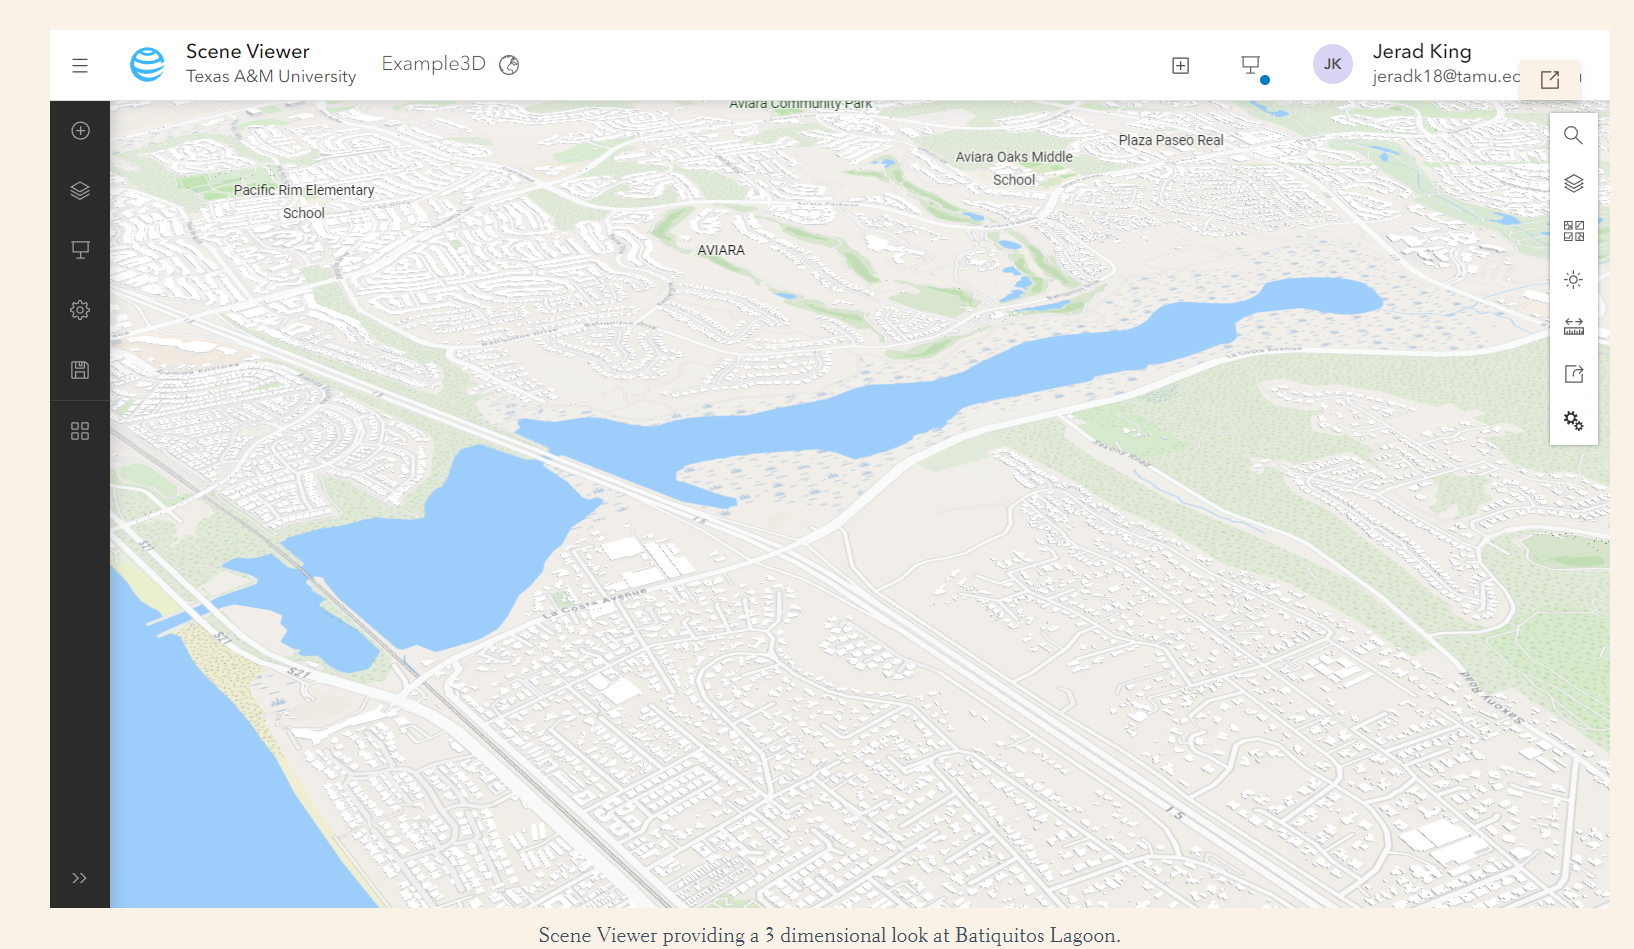 Scene Viewer
Texas A&M University
Example3D
JK
Jerad King
jeradk18@tamu.ec
Aviara Community Park
Plaza Paseo Real
Aviara Oaks Middle
School
Pacific Rim Elementary
School
AVIARA
La Costa Avenue
I 5
Saxony Road
I 5
S21
La Costa Avenue
S21
S21
Saxony Road
I 5
Scene Viewer providing a 3 dimensional look at Batiquitos Lagoon.